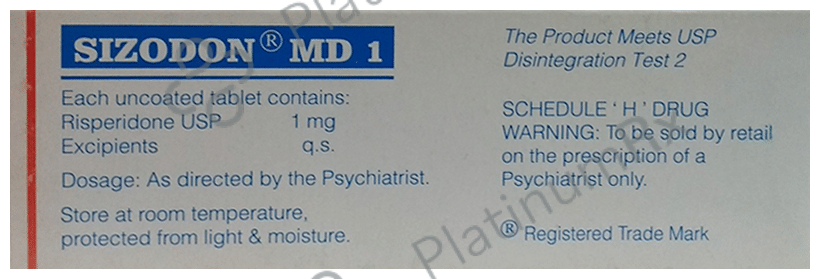 SIZODON® MD 1
Each uncoated tablet contains:
Risperidone USP 1 mg
Excipients q.s.
Dosage: As directed by the Psychiatrist.
Store at room temperature,
protected from light & moisture.
The Product Meets USP
Disintegration Test 2
SCHEDULE ' H ' DRUG
WARNING: To be sold by retail
on the prescription of a
Psychiatrist only.
® Registered Trade Mark
PlatinumRx
PlatinumRx